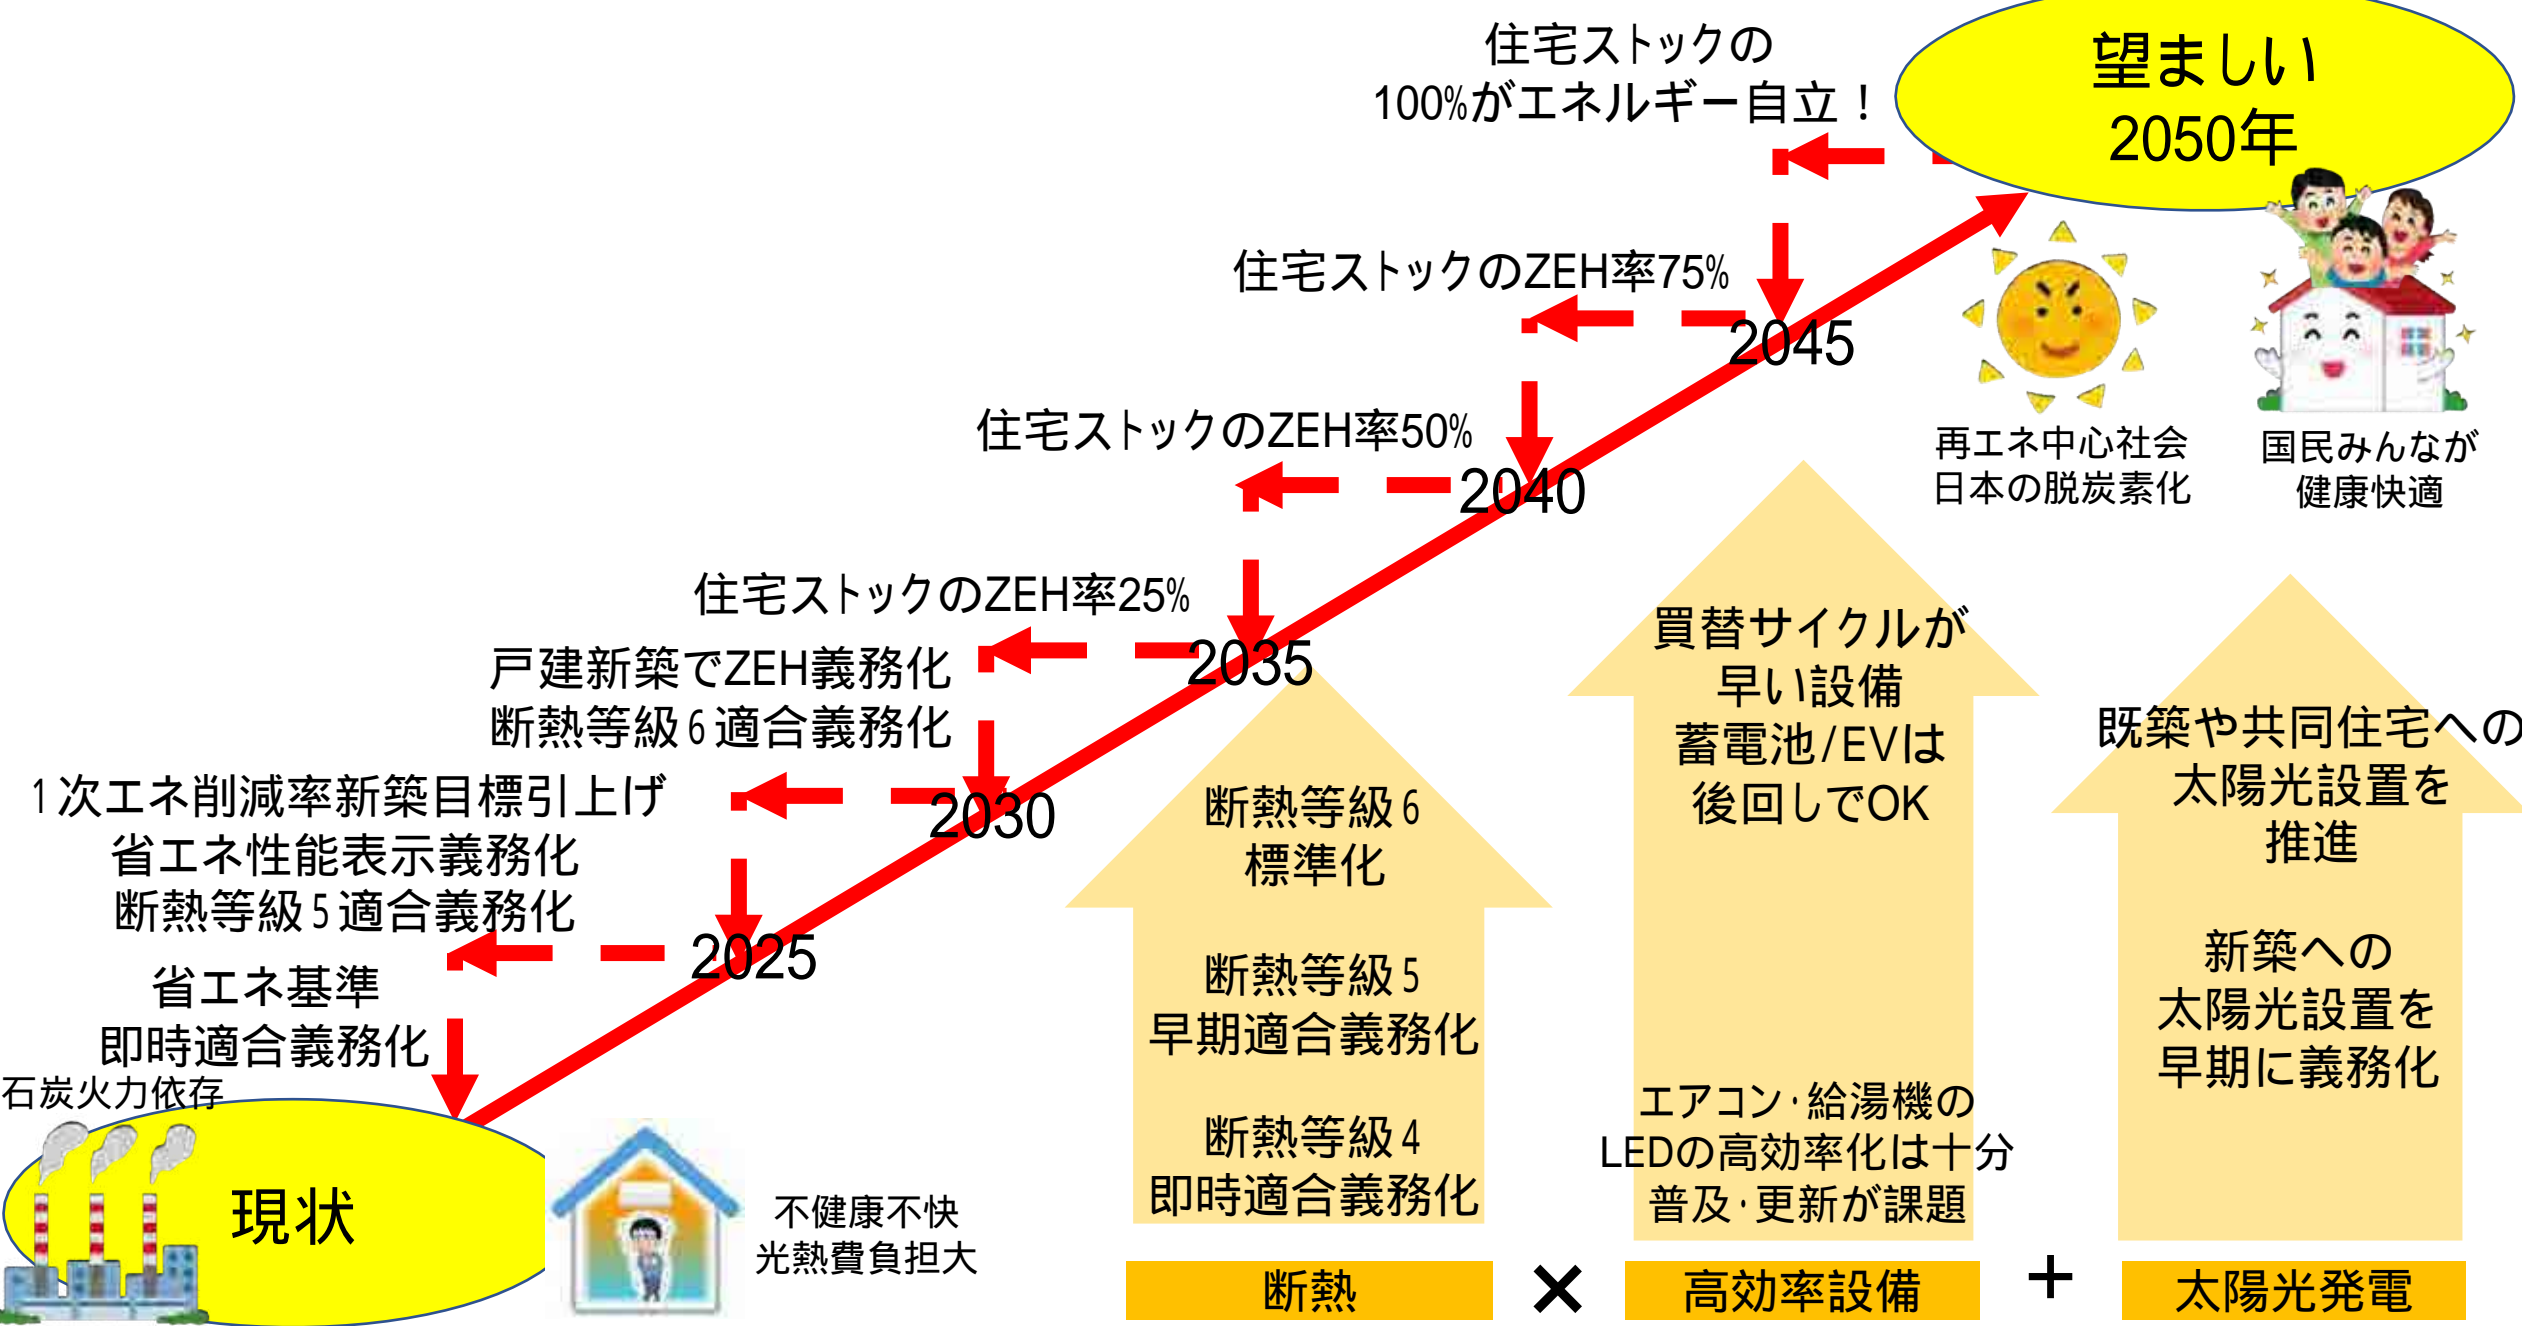 望ましい
2050年
住宅ストックの
100%がエネルギー自立！
住宅ストックのZEH率75%
2045
住宅ストックのZEH率50%
2040
住宅ストックのZEH率25%
2035
戸建新築でZEH義務化
断熱等級6適合義務化
2030
1次エネ削減率新築目標引上げ
省エネ性能表示義務化
断熱等級5適合義務化
2025
省エネ基準
即時適合義務化
石炭火力依存
現状
不健康不快
光熱費負担大
再エネ中心社会
日本の脱炭素化
国民みんなが
健康快適
断熱等級6
標準化
断熱等級5
早期適合義務化
断熱等級4
即時適合義務化
断熱
×
買替サイクルが
早い設備
蓄電池/EVは
後回しでOK
エアコン･給湯機の
LEDの高効率化は十分
普及･更新が課題
高効率設備
+
既築や共同住宅への
太陽光設置を
推進
新築への
太陽光設置を
早期に義務化
太陽光発電